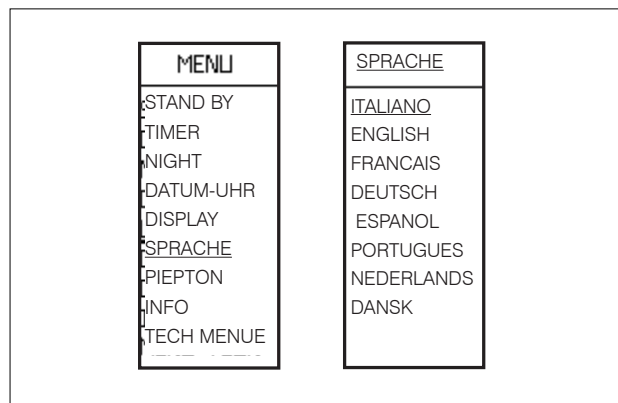 MENU
STAND BY
TIMER
NIGHT
DATUM-UHR
DISPLAY
SPRACHE
PIEPTON
INFO
TECH MENUE
SPRACHE
ITALIANO
ENGLISH
FRANCAIS
DEUTSCH
ESPANOL
PORTUGUES
NEDERLANDS
DANSK